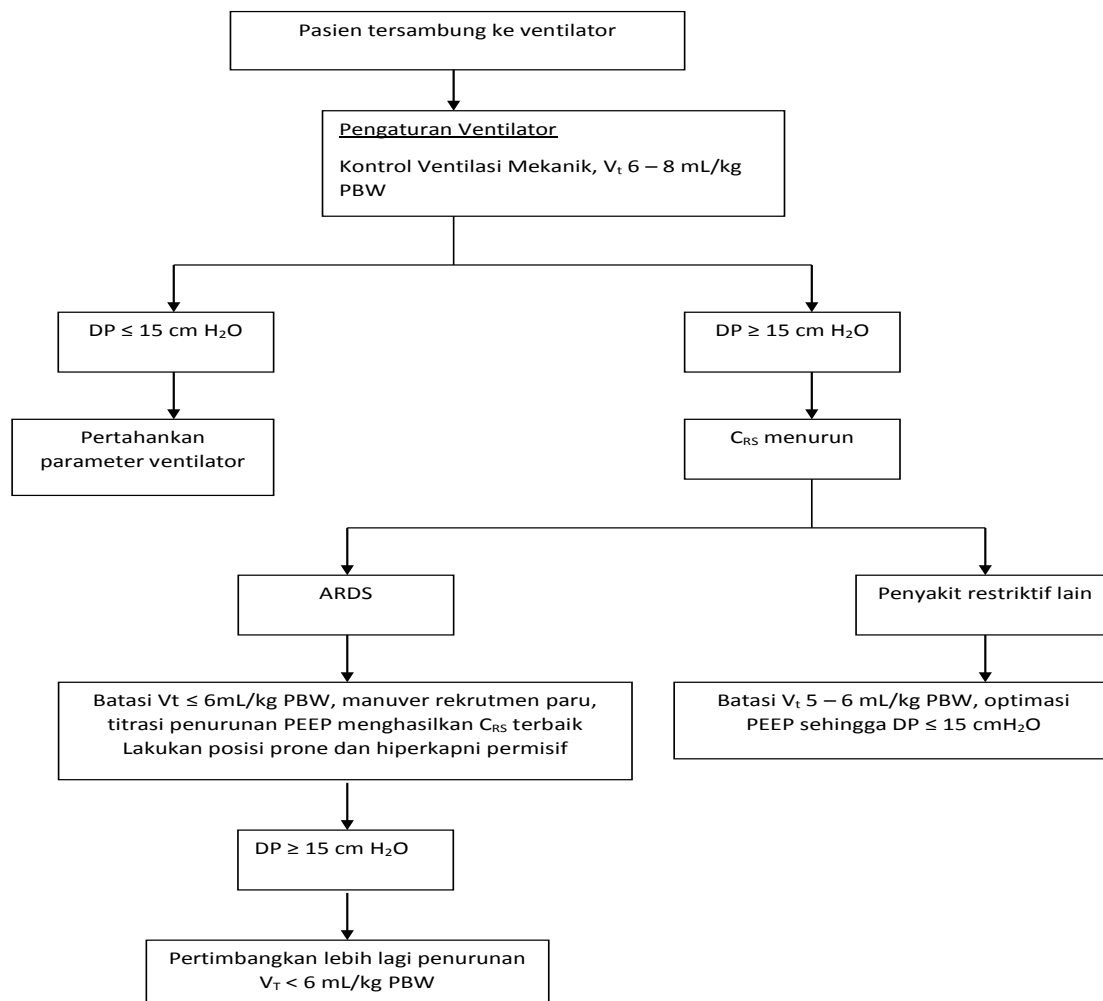 Pasien tersambung ke ventilator
Pengaturan Ventilator
Kontrol Ventilasi Mekanik, Vₜ 6 – 8 mL/kg
PBW
DP ≤ 15 cm H₂O
DP ≥ 15 cm H₂O
Pertahankan
parameter ventilator
C_RS menurun
ARDS
Penyakit restriktif lain
Batasi Vt ≤ 6mL/kg PBW, manuver rekrutmen paru,
titrasi penurunan PEEP menghasilkan C_RS terbaik
Lakukan posisi prone dan hiperkapni permisif
Batasi Vₜ 5 – 6 mL/kg PBW, optimasi
PEEP sehingga DP ≤ 15 cmH₂O
DP ≥ 15 cm H₂O
Pertimbangkan lebih lagi penurunan
V_T < 6 mL/kg PBW